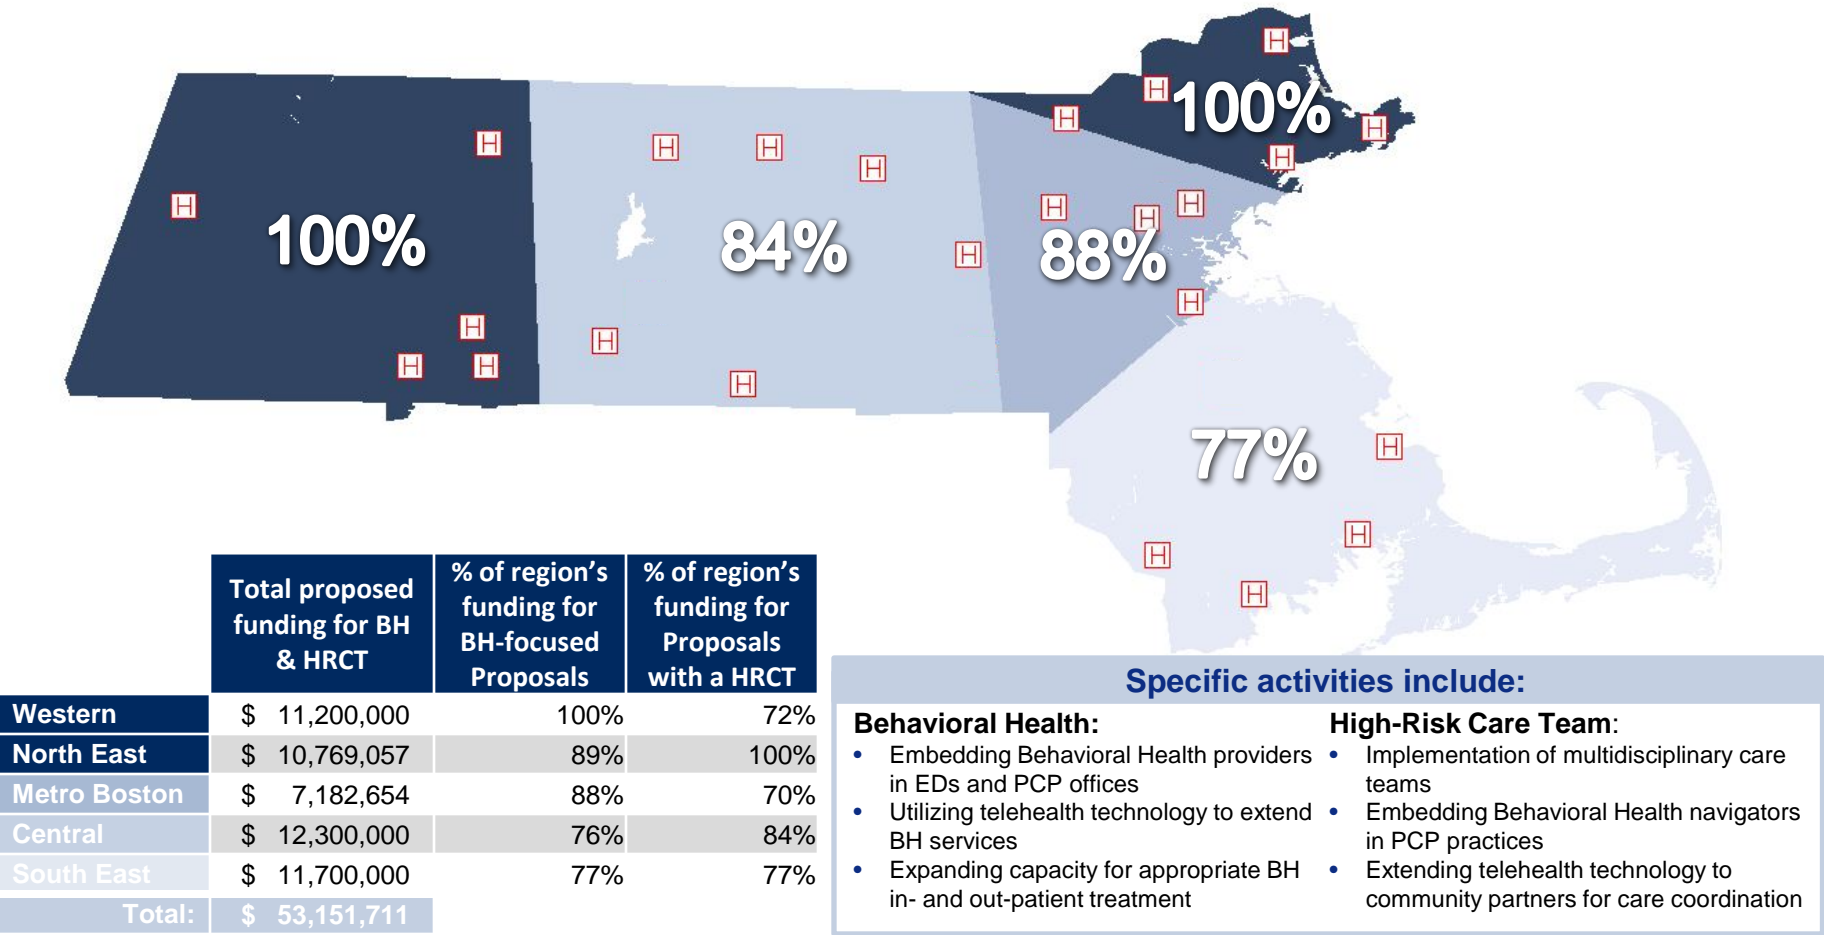 H
H
100%
H
H
H
H
H
H
H
H
H
100%
84%
88%
H
H
H
H
H
H
H
H
77%
H
H
H
H
Total proposed
funding for BH
& HRCT
% of region’s
funding for
BH-focused
Proposals
% of region’s
funding for
Proposals
with a HRCT
Western $ 11,200,000 100% 72%
North East $ 10,769,057 89% 100%
Metro Boston $ 7,182,654 88% 70%
Central $ 12,300,000 76% 84%
South East $ 11,700,000 77% 77%
Total: $ 53,151,711
Specific activities include:
Behavioral Health:
• Embedding Behavioral Health providers
in EDs and PCP offices
• Utilizing telehealth technology to extend
BH services
• Expanding capacity for appropriate BH
in- and out-patient treatment
High-Risk Care Team:
• Implementation of multidisciplinary care
teams
• Embedding Behavioral Health navigators
in PCP practices
• Extending telehealth technology to
community partners for care coordination